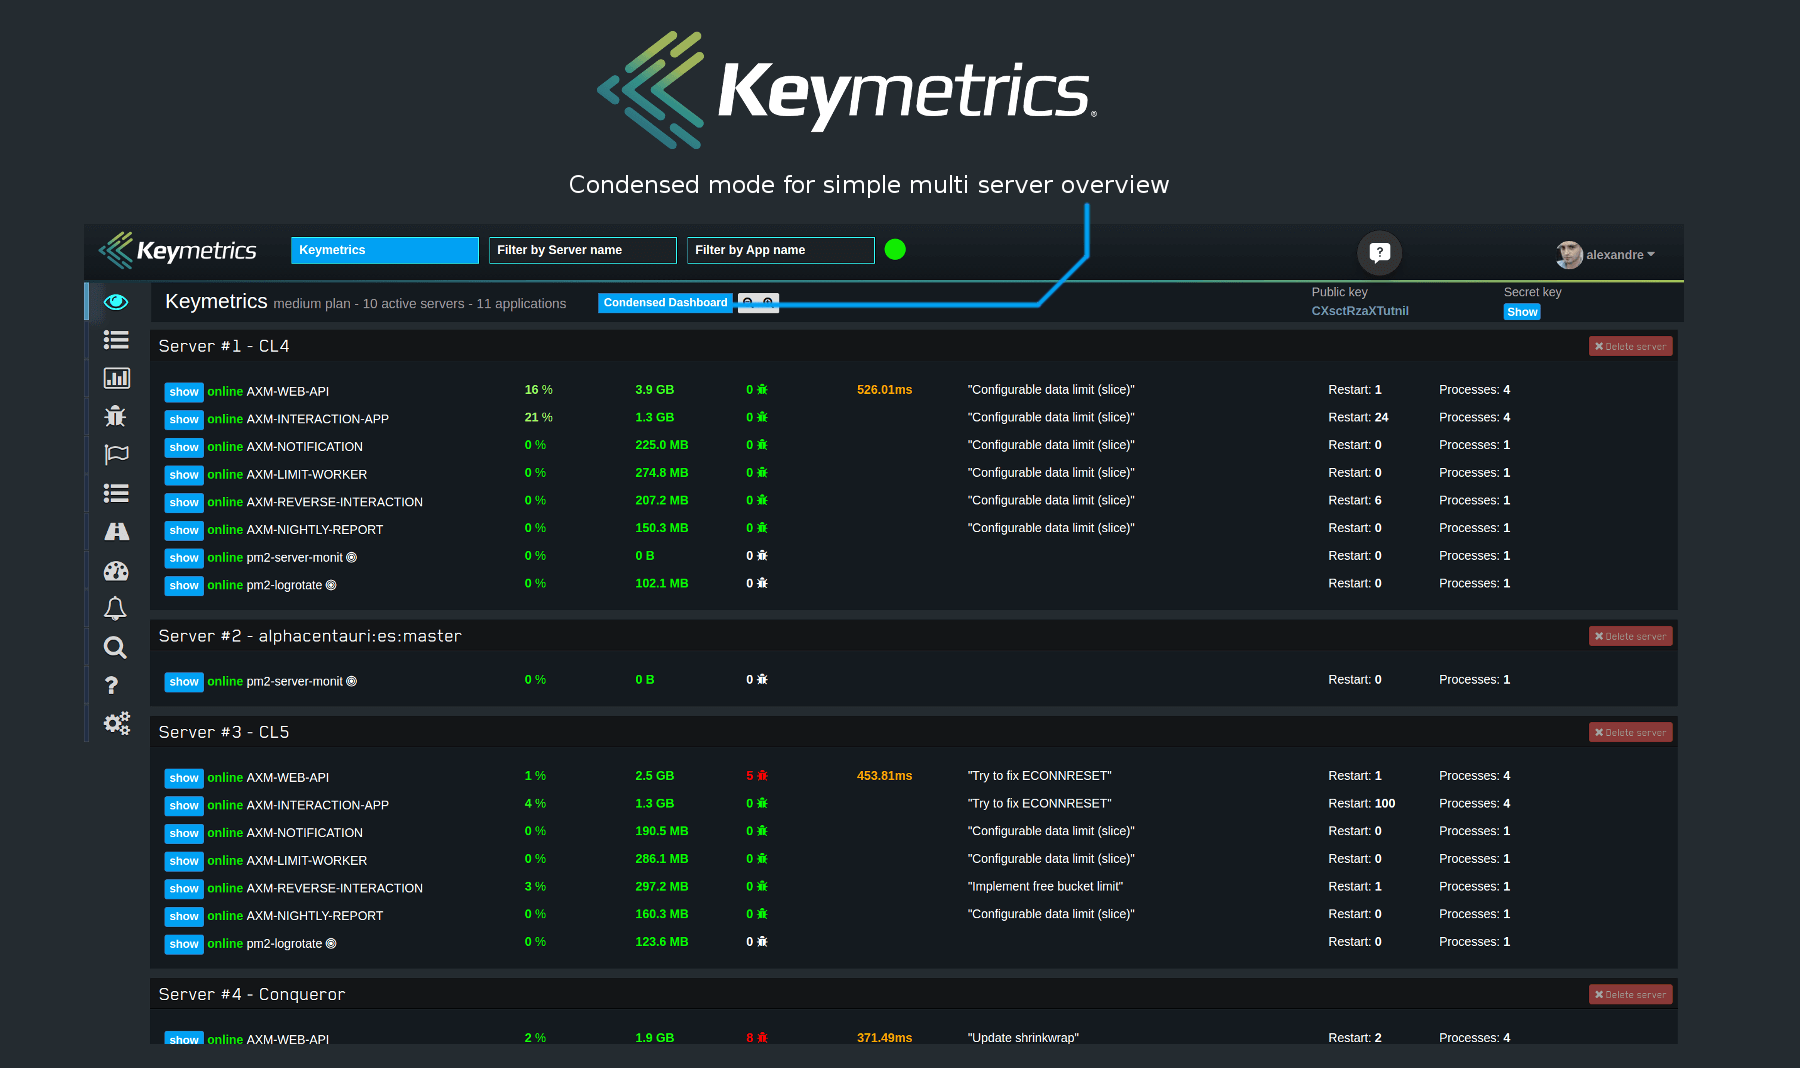 Keymetrics®
Condensed mode for simple multi server overview
Keymetrics Keymetrics Filter by Server name Filter by App name ? alexandre
Keymetrics medium plan - 10 active servers - 11 applications Condensed Dashboard Public key Secret key
CXsctRzaXTutnil Show
Server #1 - CL4 Delete server
show online AXM-WEB-API 16 % 3.9 GB 0 526.01ms "Configurable data limit (slice)" Restart: 1 Processes: 4
show online AXM-INTERACTION-APP 21 % 1.3 GB 0 "Configurable data limit (slice)" Restart: 24 Processes: 4
show online AXM-NOTIFICATION 0 % 225.0 MB 0 "Configurable data limit (slice)" Restart: 0 Processes: 1
show online AXM-LIMIT-WORKER 0 % 274.8 MB 0 "Configurable data limit (slice)" Restart: 0 Processes: 1
show online AXM-REVERSE-INTERACTION 0 % 207.2 MB 0 "Configurable data limit (slice)" Restart: 6 Processes: 1
show online AXM-NIGHTLY-REPORT 0 % 150.3 MB 0 "Configurable data limit (slice)" Restart: 0 Processes: 1
show online pm2-server-monit 0 % 0 B 0 Restart: 0 Processes: 1
show online pm2-logrotate 0 % 102.1 MB 0 Restart: 0 Processes: 1
Server #2 - alphacentauri:es:master Delete server
show online pm2-server-monit 0 % 0 B 0 Restart: 0 Processes: 1
Server #3 - CL5 Delete server
show online AXM-WEB-API 1 % 2.5 GB 5 453.81ms "Try to fix ECONNRESET" Restart: 1 Processes: 4
show online AXM-INTERACTION-APP 4 % 1.3 GB 0 "Try to fix ECONNRESET" Restart: 100 Processes: 4
show online AXM-NOTIFICATION 0 % 190.5 MB 0 "Configurable data limit (slice)" Restart: 0 Processes: 1
show online AXM-LIMIT-WORKER 0 % 286.1 MB 0 "Configurable data limit (slice)" Restart: 0 Processes: 1
show online AXM-REVERSE-INTERACTION 3 % 297.2 MB 0 "Implement free bucket limit" Restart: 1 Processes: 1
show online AXM-NIGHTLY-REPORT 0 % 160.3 MB 0 "Configurable data limit (slice)" Restart: 0 Processes: 1
show online pm2-logrotate 0 % 123.6 MB 0 Restart: 0 Processes: 1
Server #4 - Conqueror Delete server
show online AXM-WEB-API 2 % 1.9 GB 8 371.49ms "Update shrinkwrap" Restart: 2 Processes: 4